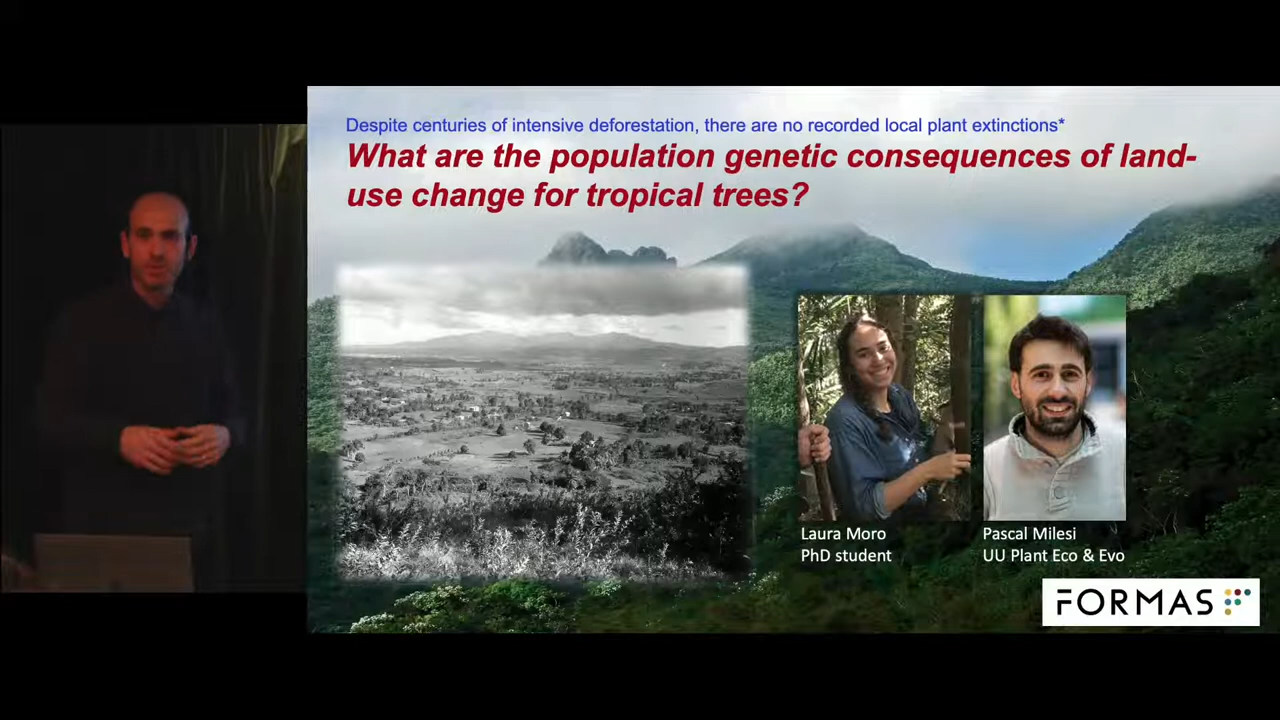 Despite centuries of intensive deforestation, there are no recorded local plant extinctions*
What are the population genetic consequences of land-
use change for tropical trees?
Laura Moro
PhD student
Pascal Milesi
UU Plant Eco & Evo
FORMAS